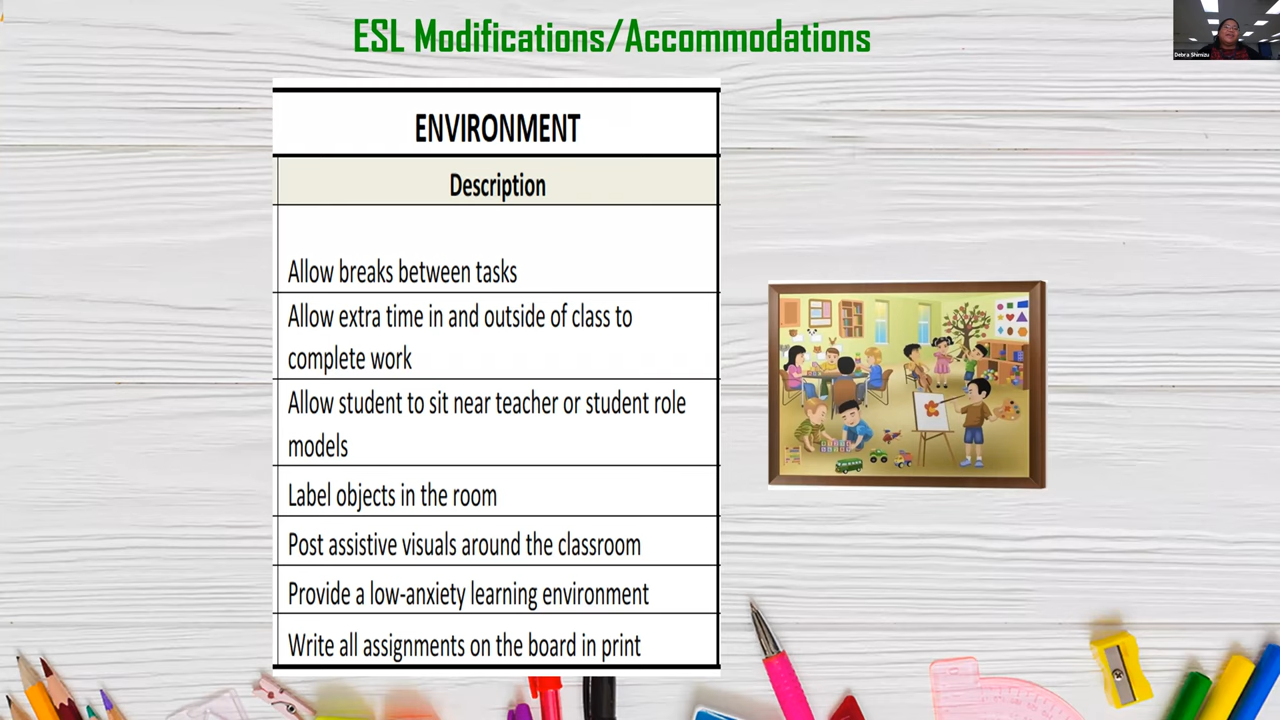 ESL Modifications/Accommodations
Debra Shimizu
ENVIRONMENT
Description
Allow breaks between tasks
Allow extra time in and outside of class to
complete work
Allow student to sit near teacher or student role
models
Label objects in the room
Post assistive visuals around the classroom
Provide a low-anxiety learning environment
Write all assignments on the board in print